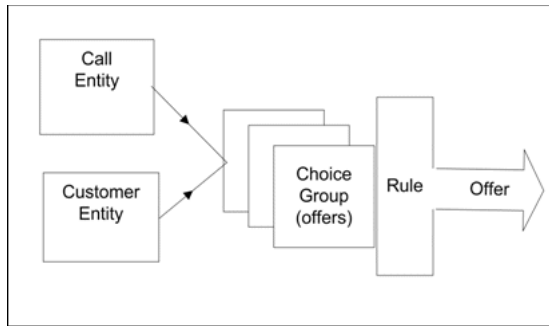 Call
Entity
Customer
Entity
Choice
Group
(offers)
Rule
Offer